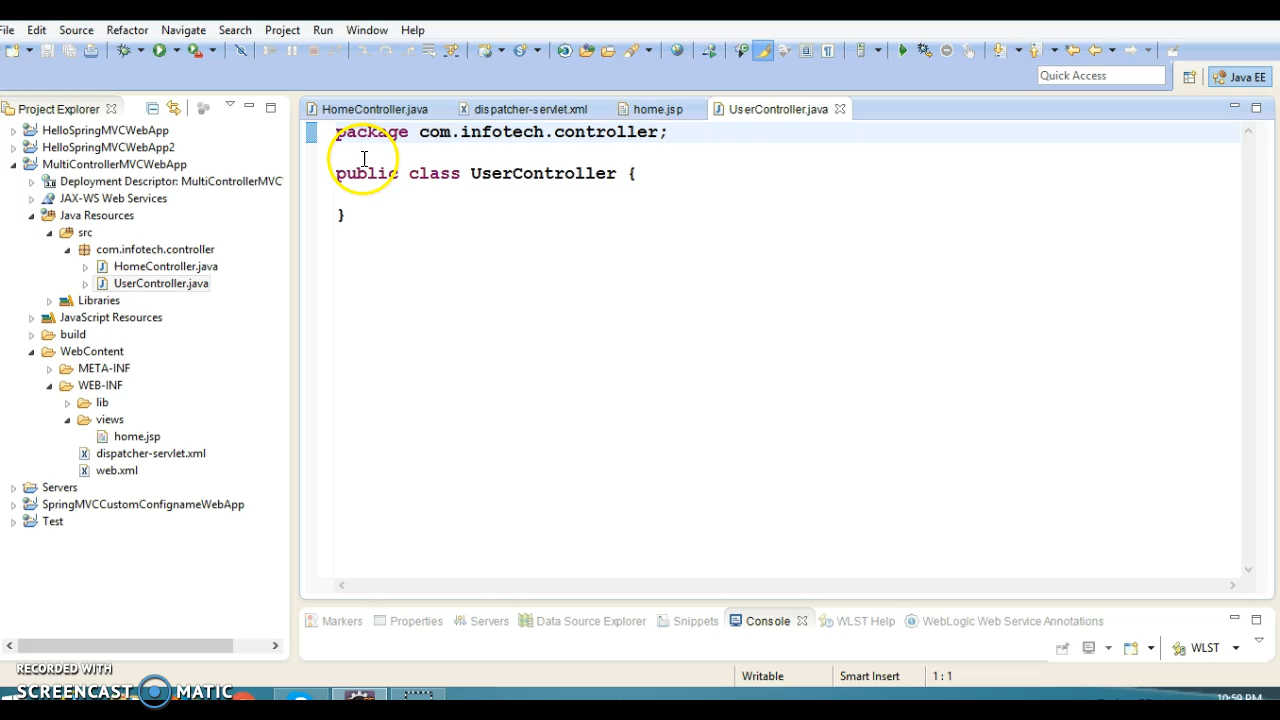 File Edit Source Refactor Navigate Search Project Run Window Help
Quick Access
Java EE
Project Explorer
HelloSpringMVCWebApp
HelloSpringMVCWebApp2
MultiControllerMVCWebApp
Deployment Descriptor: MultiControllerMVC
JAX-WS Web Services
Java Resources
src
com.infotech.controller
HomeController.java
UserController.java
Libraries
JavaScript Resources
build
WebContent
META-INF
WEB-INF
lib
views
home.jsp
dispatcher-servlet.xml
web.xml
Servers
SpringMVCCustomConfignameWebApp
Test
HomeController.java dispatcher-servlet.xml home.jsp UserController.java
package com.infotech.controller;
public class UserController {
}
Markers Properties Servers Data Source Explorer Snippets Console WLST Help WebLogic Web Service Annotations
WLST
Writable Smart Insert 1 : 1
RECORDED WITH
SCREENCAST MATIC
10:59 PM